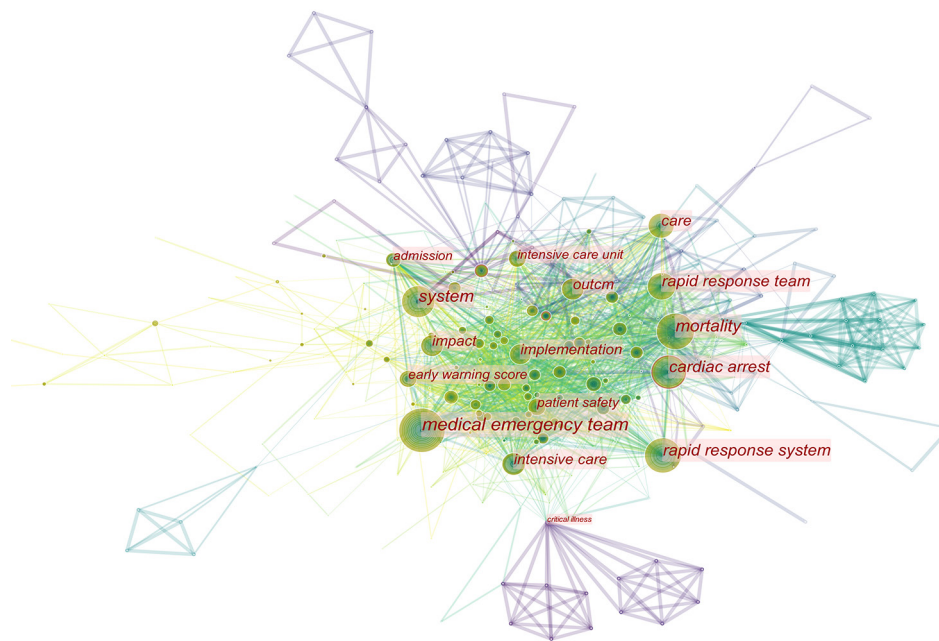 care
admission
intensive care unit
rapid response team
outcm
system
mortality
impact
implementation
cardiac arrest
early warning score
patient safety
medical emergency team
rapid response system
intensive care
critical illness